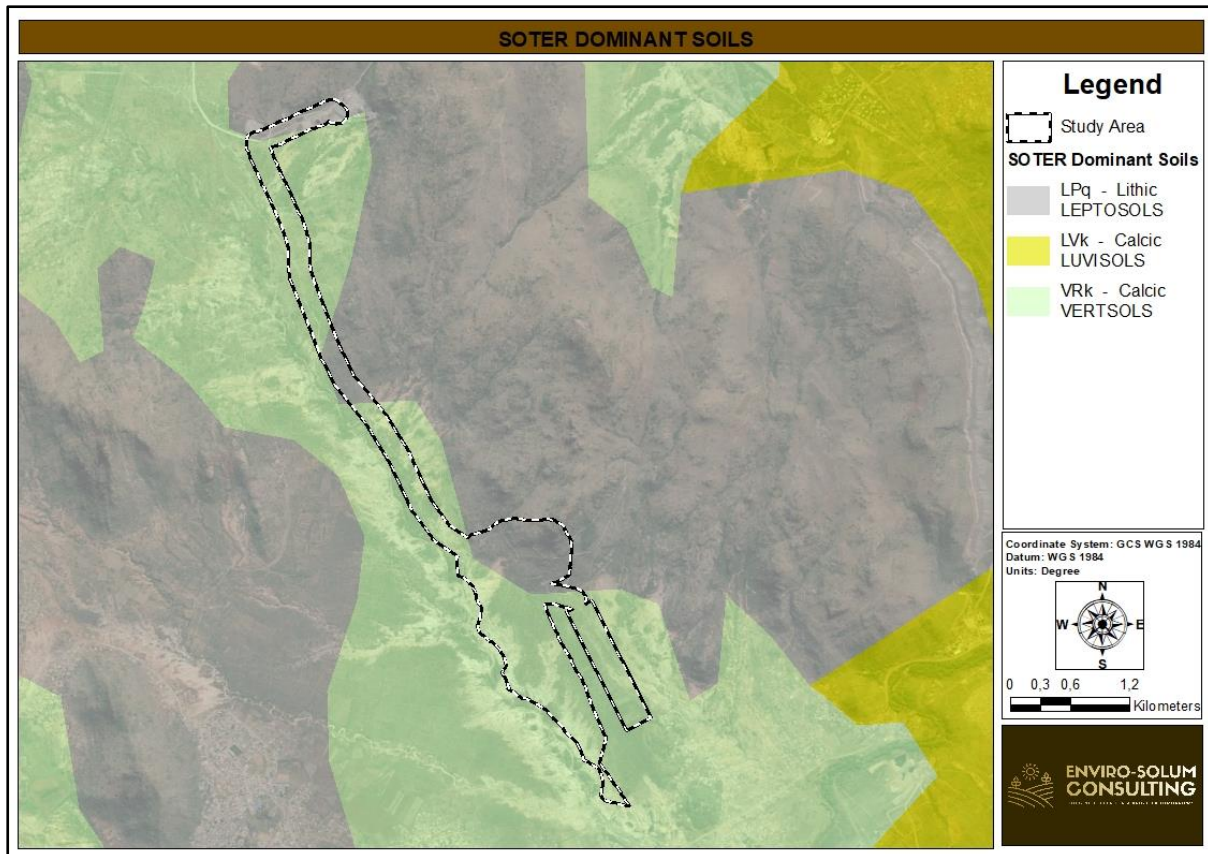 SOTER DOMINANT SOILS
Legend
Study Area
SOTER Dominant Soils
LPq - Lithic
LEPTOSOLS
LVk - Calcic
LUVISOLS
VRk - Calcic
VERTSOLS
Coordinate System: GCS WGS 1984
Datum: WGS 1984
Units: Degree
N
W E
S
0 0,3 0,6 1,2
Kilometers
ENVIRO-SOLUM
CONSULTING